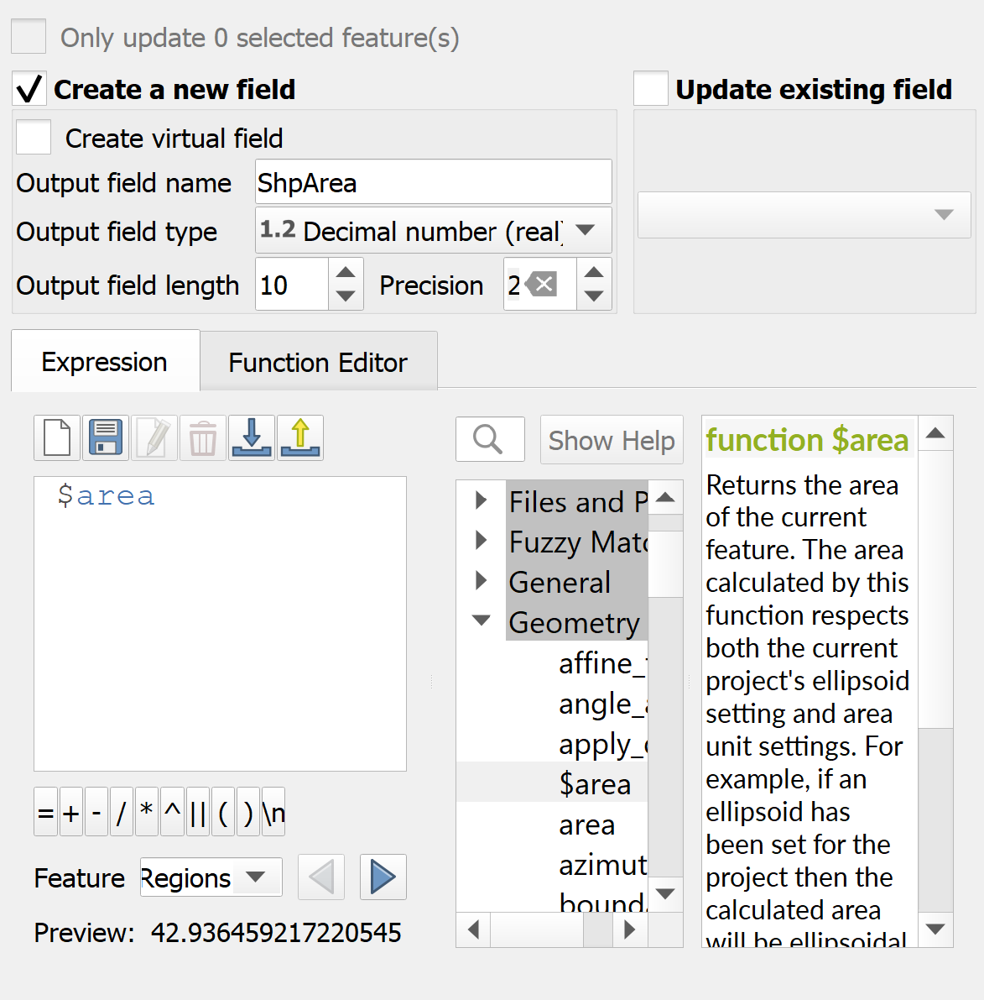 Only update 0 selected feature(s)
Create a new field
Update existing field
Create virtual field
Output field name ShpArea
Output field type 1.2 Decimal number (real)
Output field length 10 Precision 2
Expression Function Editor
Show Help
$area
= + - / * ^ || ( ) \n
Feature Regions
Preview: 42.936459217220545
Files and P
Fuzzy Matc
General
Geometry
affine_
angle_
apply_
$area
area
azimut
bounda
function $area
Returns the area
of the current
feature. The area
calculated by this
function respects
both the current
project's ellipsoid
setting and area
unit settings. For
example, if an
ellipsoid has
been set for the
project then the
calculated area
will be ellipsoidal